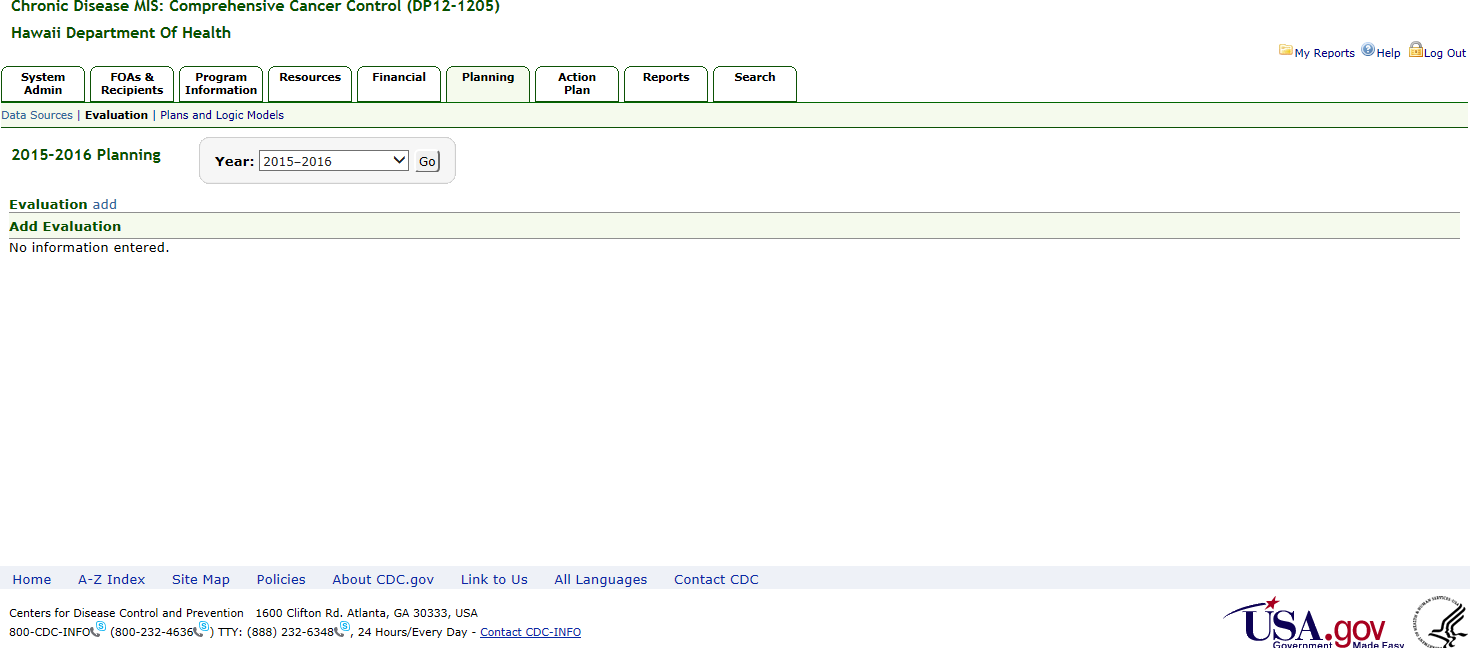 Chronic Disease MIS: Comprehensive Cancer Control (DP12-1205)
Hawaii Department Of Health
My Reports Help Log Out
System Admin
FOAs & Recipients
Program Information
Resources
Financial
Planning
Action Plan
Reports
Search
Data Sources | Evaluation | Plans and Logic Models
2015-2016 Planning
Year: 2015–2016 Go
Evaluation add
Add Evaluation
No information entered.
Home A-Z Index Site Map Policies About CDC.gov Link to Us All Languages Contact CDC
Centers for Disease Control and Prevention 1600 Clifton Rd. Atlanta, GA 30333, USA
800-CDC-INFO (800-232-4636) TTY: (888) 232-6348, 24 Hours/Every Day - Contact CDC-INFO
USA.gov
Government Made Easy